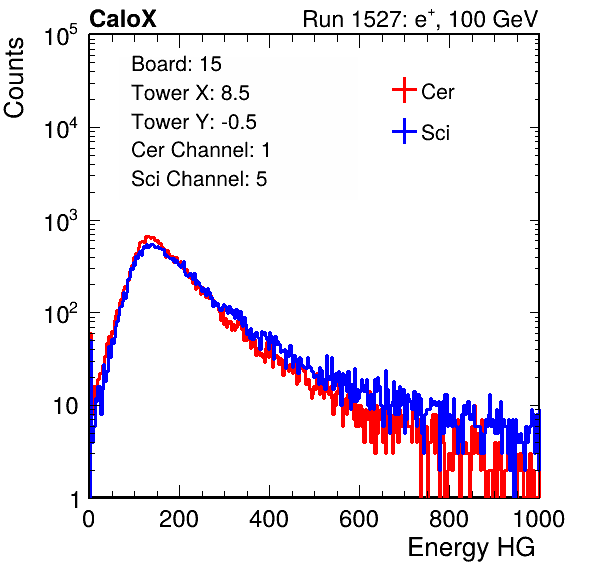 CaloX Run 1527: e⁺, 100 GeV
Counts
Board: 15
Tower X: 8.5
Tower Y: -0.5
Cer Channel: 1
Sci Channel: 5
Cer
Sci
10⁵
10⁴
10³
10²
10
1
0 200 400 600 800 1000
Energy HG